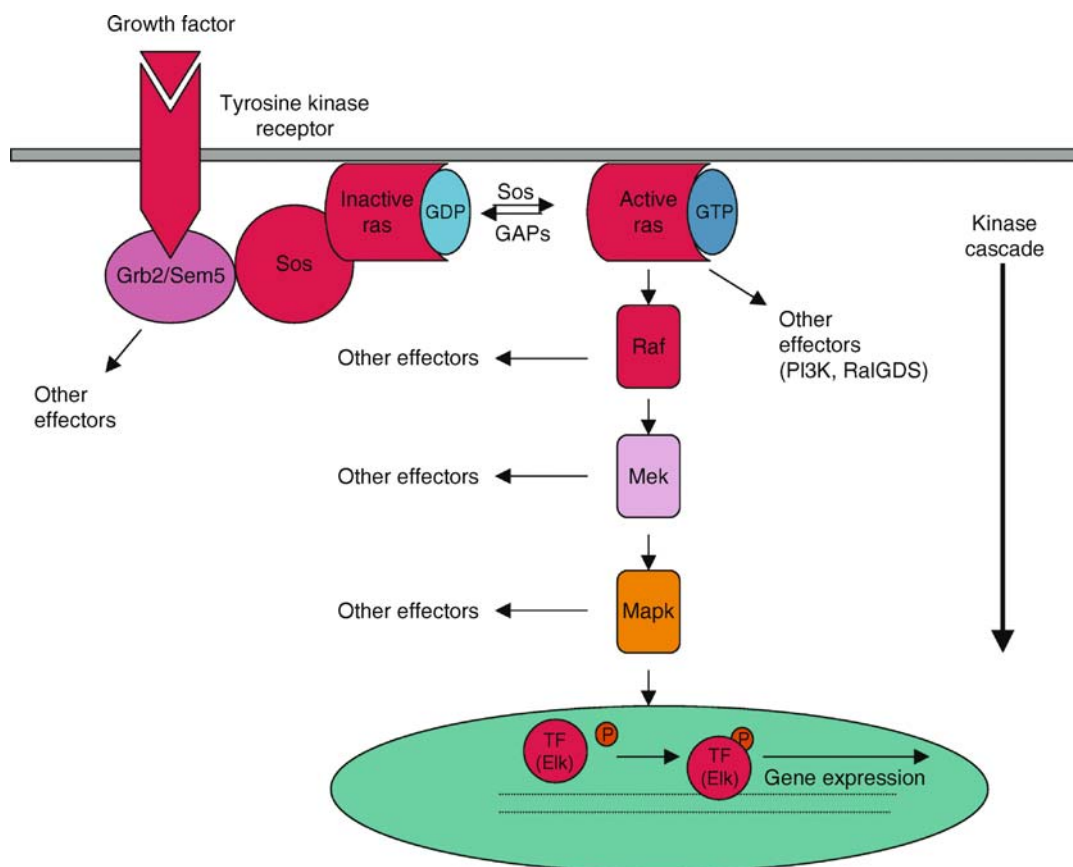 Growth factor
Tyrosine kinase
receptor
Inactive
ras
GDP
Sos
GAPs
Active
ras
GTP
Kinase
cascade
Grb2/Sem5
Sos
Other
effectors
Other effectors
Raf
Other
effectors
(PI3K, RalGDS)
Other effectors
Mek
Other effectors
Mapk
TF
(Elk)
P
TF
(Elk)
P
Gene expression